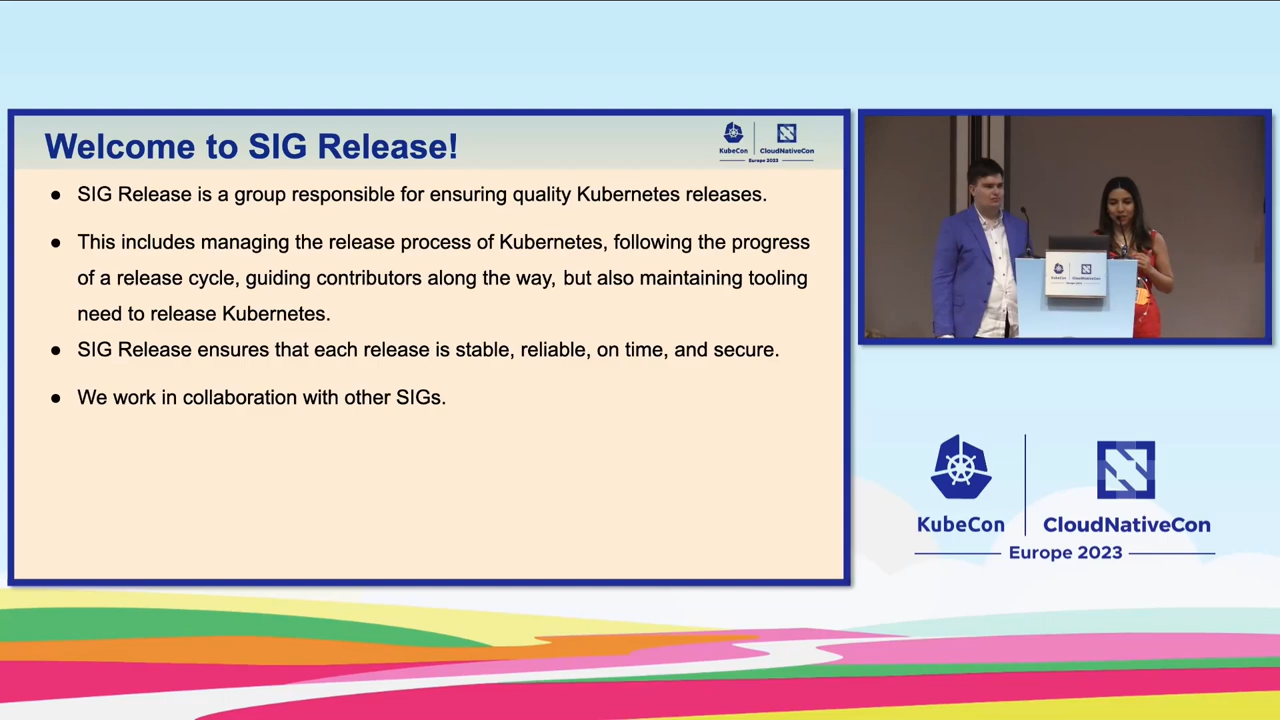 Welcome to SIG Release!
KubeCon
CloudNativeCon
Europe 2023
● SIG Release is a group responsible for ensuring quality Kubernetes releases.
● This includes managing the release process of Kubernetes, following the progress
of a release cycle, guiding contributors along the way, but also maintaining tooling
need to release Kubernetes.
● SIG Release ensures that each release is stable, reliable, on time, and secure.
● We work in collaboration with other SIGs.
KubeCon
CloudNativeCon
Europe 2023